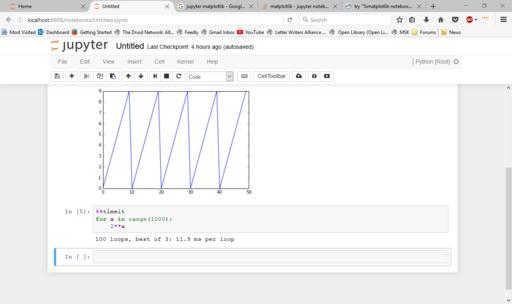 Home
Untitled
jupyter matplotlib - Googl...
matplotlib - jupyter noteb...
try "%matplotlib noteboo...
localhost:8888/notebooks/Untitled.ipynb
Search
Most Visited
Dashboard
Getting Started
The Druid Network: All...
Feedly
YouTube
Letter Writers Alliance ...
Open Library (Open Li...
MSK
Forums
News
jupyter Untitled Last Checkpoint: 4 hours ago (autosaved)
File Edit View Insert Cell Kernel Help Python [Root]
Code CellToolbar
9
8
7
6
5
4
3
2
1
0
0 10 20 30 40 50
In [5]: %%timeit
for x in range(1000):
2**x
100 loops, best of 3: 11.9 ms per loop
In [ ]: